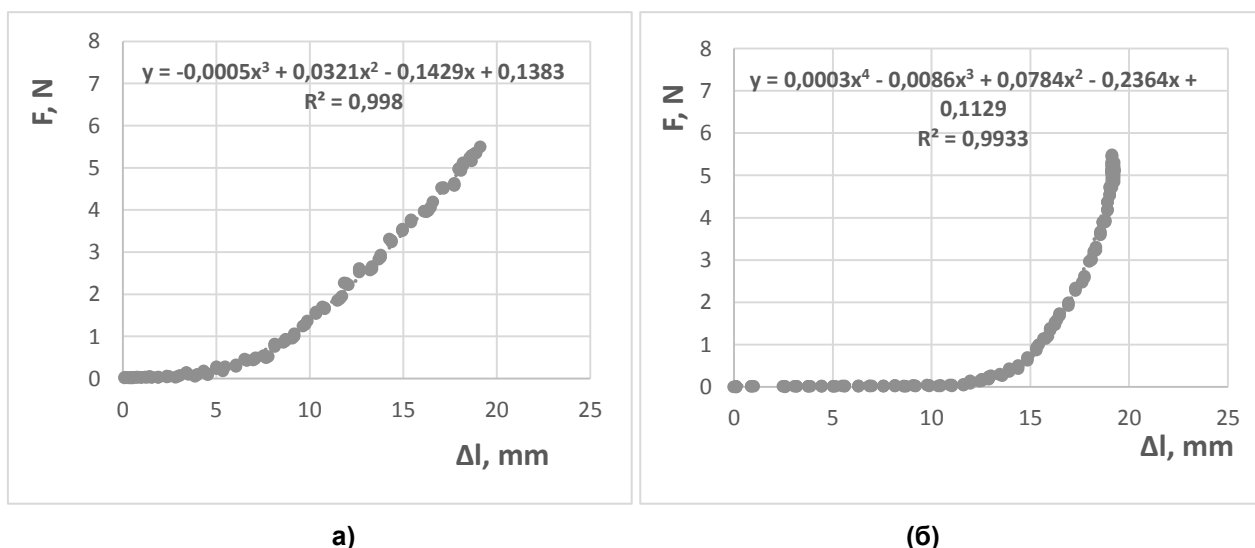 y = -0,0005x³ + 0,0321x² - 0,1429x + 0,1383
R² = 0,998
F, N
8
7
6
5
4
3
2
1
0
0 5 10 15 20 25
Δl, mm
а)
y = 0,0003x⁴ - 0,0086x³ + 0,0784x² - 0,2364x +
0,1129
R² = 0,9933
F, N
8
7
6
5
4
3
2
1
0
0 5 10 15 20 25
Δl, mm
(б)